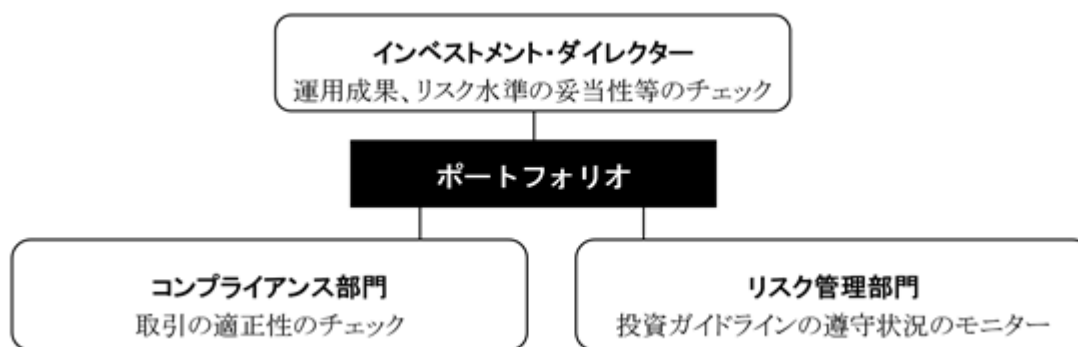 インベストメント・ダイレクター
運用成果、リスク水準の妥当性等のチェック
ポートフォリオ
コンプライアンス部門
取引の適正性のチェック
リスク管理部門
投資ガイドラインの遵守状況のモニター